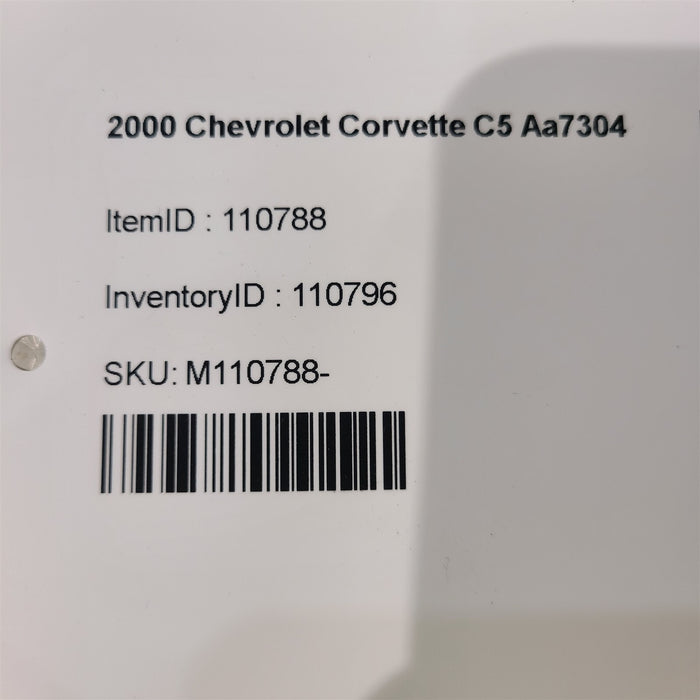 2000 Chevrolet Corvette C5 Aa7304
ItemID : 110788
InventoryID : 110796
SKU: M110788-